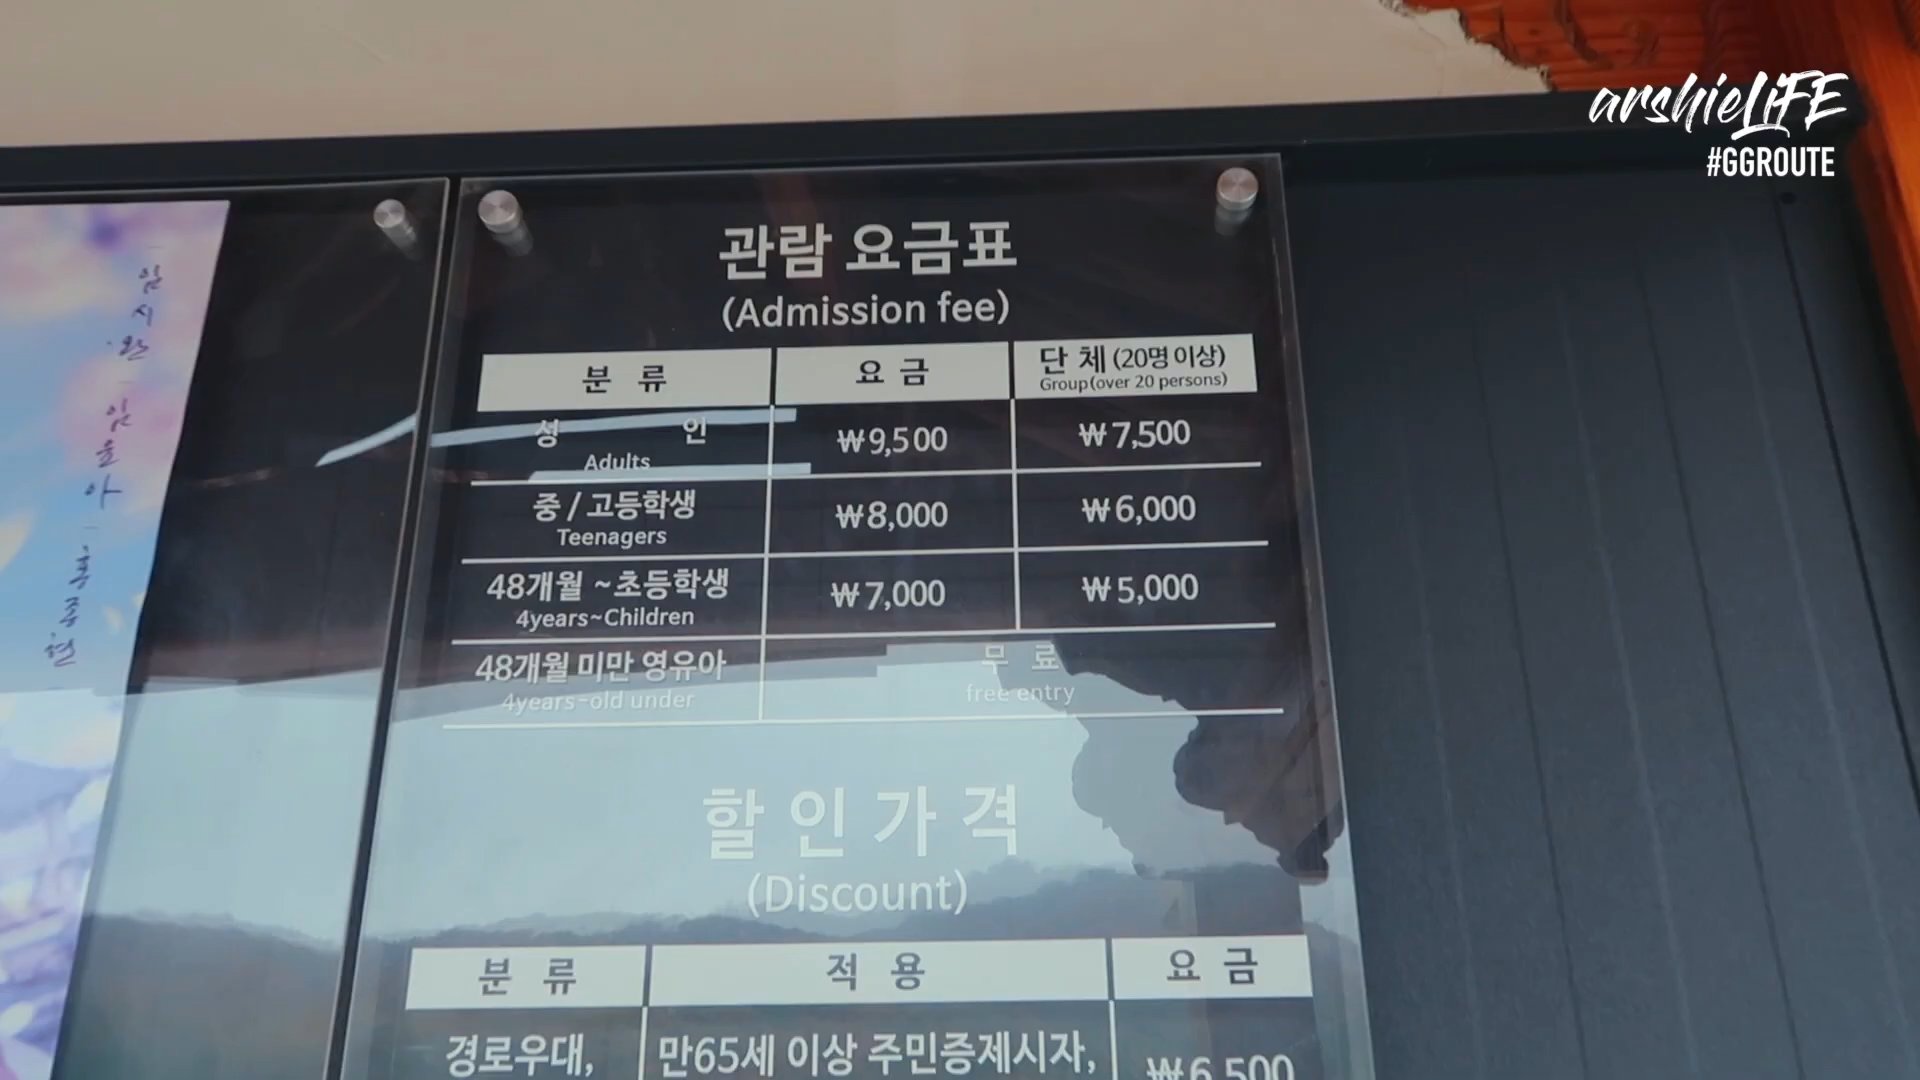 arshieLIFE
#GGROUTE
관람 요금표
(Admission fee)
분 류 요 금 단 체 (20명 이상)
Group(over 20 persons)
성 인 ₩9,500 ₩7,500
Adults
중 / 고등학생 ₩8,000 ₩6,000
Teenagers
48개월 ~초등학생 ₩7,000 ₩5,000
4years~Children
48개월 미만 영유아 무 료
4years-old under free entry
할 인 가 격
(Discount)
분 류 적 용 요 금
경로우대, 만65세 이상 주민증제시자, ₩6,500